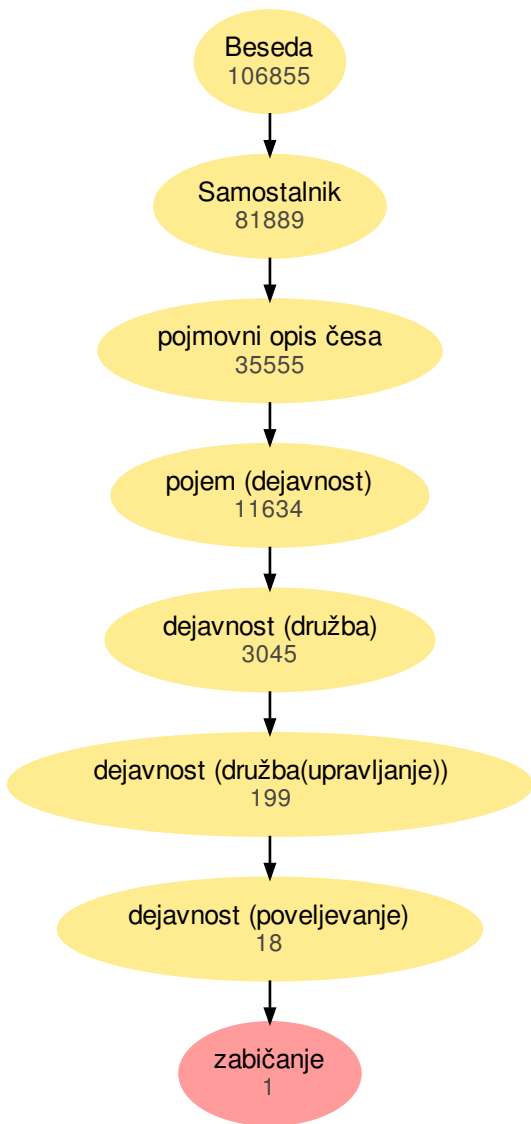 Beseda
106855
Samostalnik
81889
pojmovni opis česa
35555
pojem (dejavnost)
11634
dejavnost (družba)
3045
dejavnost (družba(upravljanje))
199
dejavnost (poveljevanje)
18
zabičanje
1